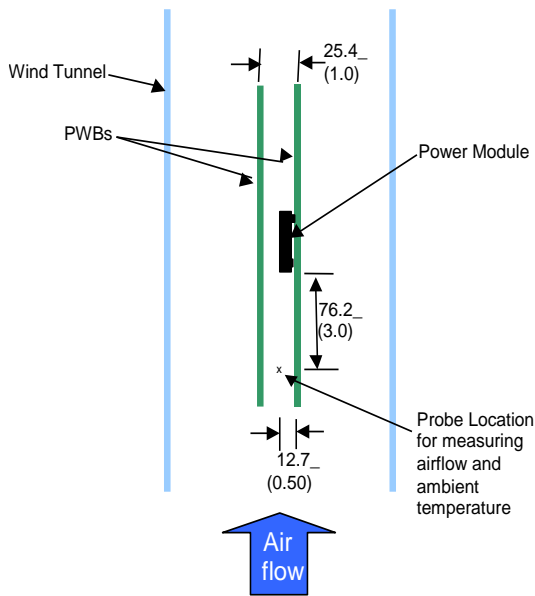 25.4_
(1.0)
Wind Tunnel
PWBs
Power Module
76.2_
(3.0)
x
Probe Location
for measuring
airflow and
ambient
temperature
12.7_
(0.50)
Air
flow